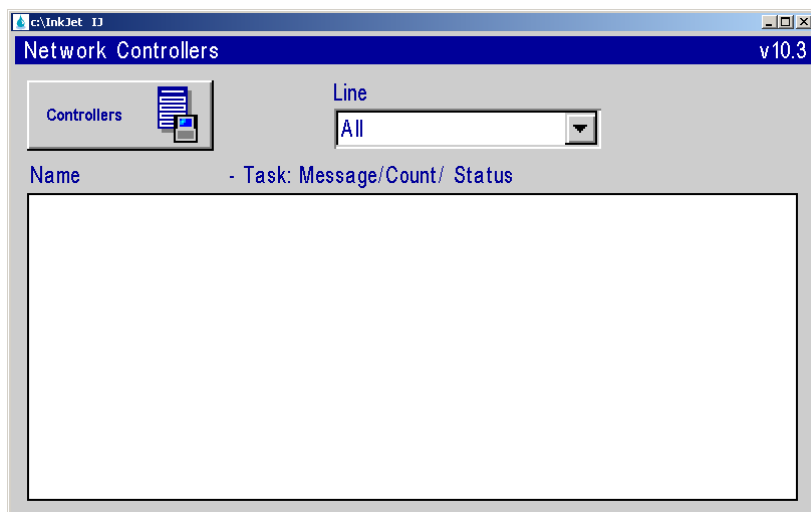 c:\InkJet IJ
Network Controllers v10.3
Controllers
Line
All
Name - Task: Message/Count/ Status